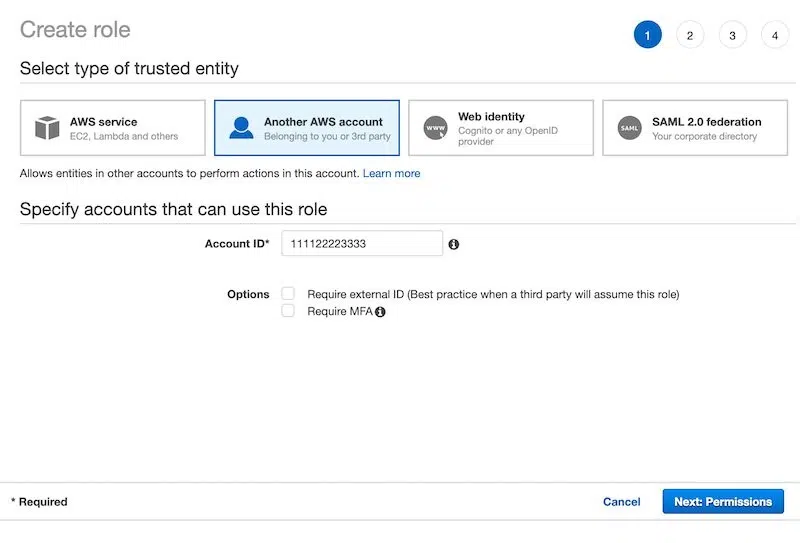 Create role
1 2 3 4
Select type of trusted entity
AWS service
EC2, Lambda and others
Another AWS account
Belonging to you or 3rd party
www
Web identity
Cognito or any OpenID
provider
SAML
SAML 2.0 federation
Your corporate directory
Allows entities in other accounts to perform actions in this account. Learn more
Specify accounts that can use this role
Account ID* 111122223333 i
Options Require external ID (Best practice when a third party will assume this role)
Require MFA i
* Required Cancel Next: Permissions